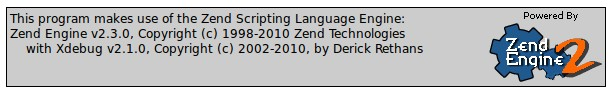 This program makes use of the Zend Scripting Language Engine:
Zend Engine v2.3.0, Copyright (c) 1998-2010 Zend Technologies
with Xdebug v2.1.0, Copyright (c) 2002-2010, by Derick Rethans
Powered By
Zend
Engine 2